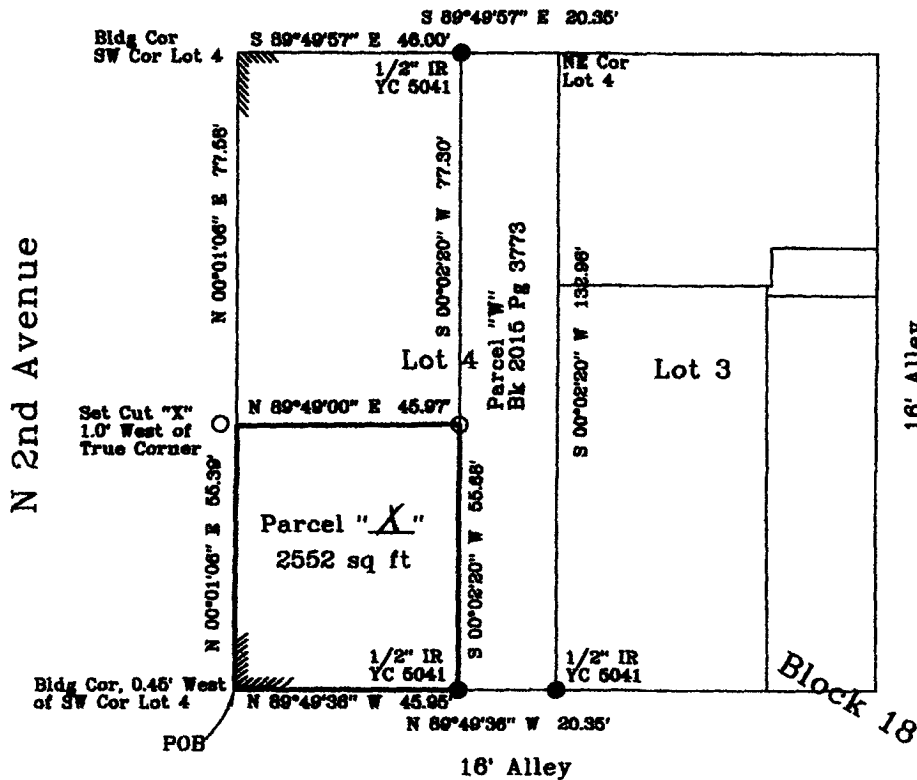 S 89°49'57" E 20.35'
Bldg Cor
SW Cor Lot 4
S 89°49'57" E 46.00'
1/2" IR
YC 5041
NE Cor
Lot 4
N 00°01'06" E 77.58'
S 00°02'20" W 77.30'
Parcel "W"
Bk 2015 Pg 3773
S 00°02'20" W 132.96'
N 2nd Avenue
Lot 4
Lot 3
16' Alley
Set Cut "X"
1.0' West of
True Corner
N 89°49'00" E 45.97'
N 00°01'06" E 55.39'
Parcel "X"
2552 sq ft
S 00°02'20" W 55.68'
1/2" IR
YC 5041
1/2" IR
YC 5041
Block 18
Bldg Cor, 0.45' West
of SW Cor Lot 4
N 89°49'36" W 45.95'
N 89°49'36" W 20.35'
POB
16' Alley